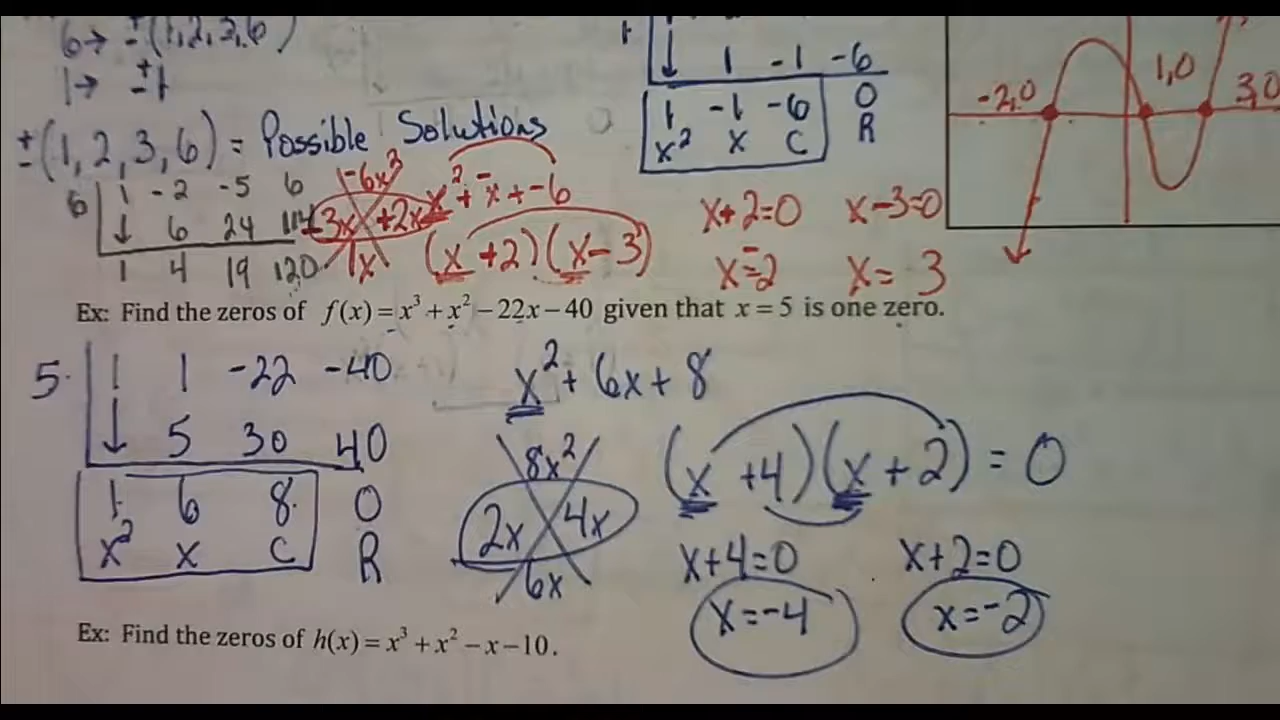 6→ ±(1,2,3,6)
1→ ±1
±(1, 2, 3, 6) = Possible Solutions
6 1 -2 -5 6
↓ 6 24 114
1 4 19 120
-6x²
-3x +2x
-1x
x² + -x + -6
(x +2)(x - 3)
1
↓ 1 -1 -6
1 -1 -6 0
x² x C R
x+2=0 x-3=0
x=-2 x= 3
-2,0 1,0 3,0
Ex: Find the zeros of f(x) = x³ + x² − 22x − 40 given that x = 5 is one zero.
5 1 1 -22 -40
↓ 5 30 40
1 6 8 0
x² x C R
x² + 6x + 8
8x²
2x 4x
6x
(x +4)(x + 2) = 0
x+4=0 x+2=0
x=-4 x=-2
Ex: Find the zeros of h(x) = x³ + x² − x − 10.